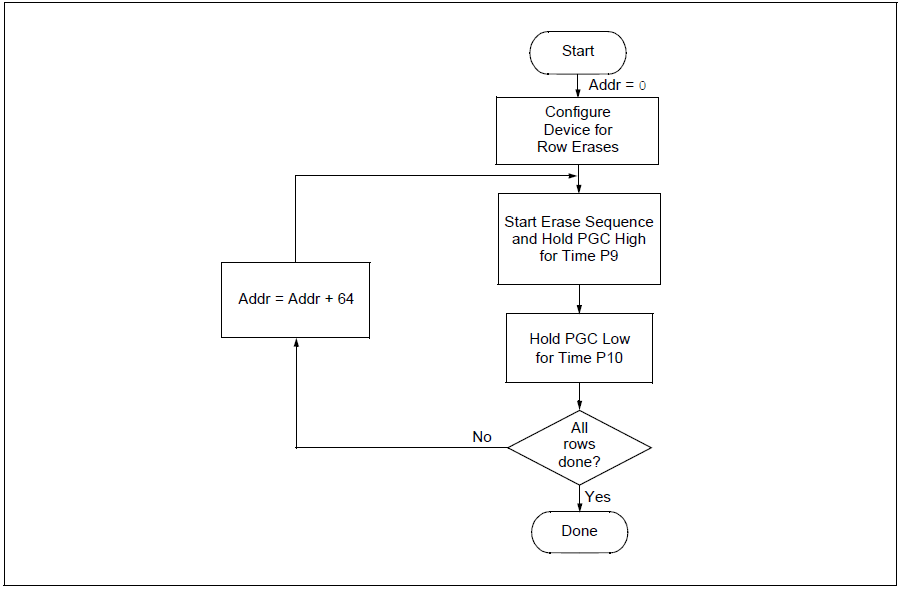 Start
Addr = 0
Configure
Device for
Row Erases
Start Erase Sequence
and Hold PGC High
for Time P9
Addr = Addr + 64
Hold PGC Low
for Time P10
All
rows
done?
No
Yes
Done